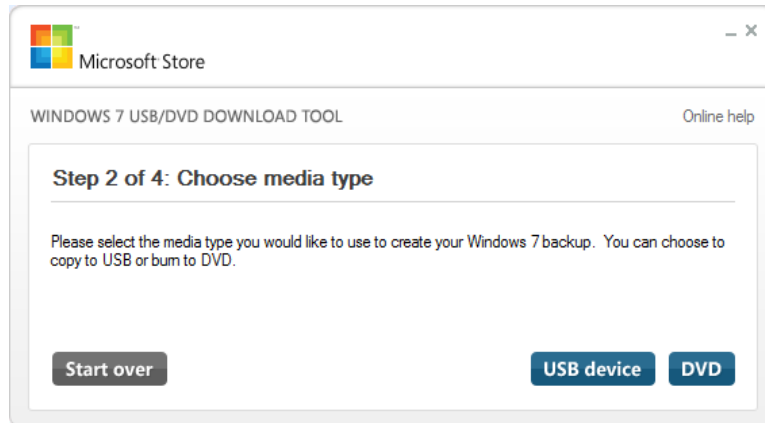 Microsoft Store
WINDOWS 7 USB/DVD DOWNLOAD TOOL
Online help
Step 2 of 4: Choose media type
Please select the media type you would like to use to create your Windows 7 backup. You can choose to
copy to USB or burn to DVD.
Start over
USB device
DVD